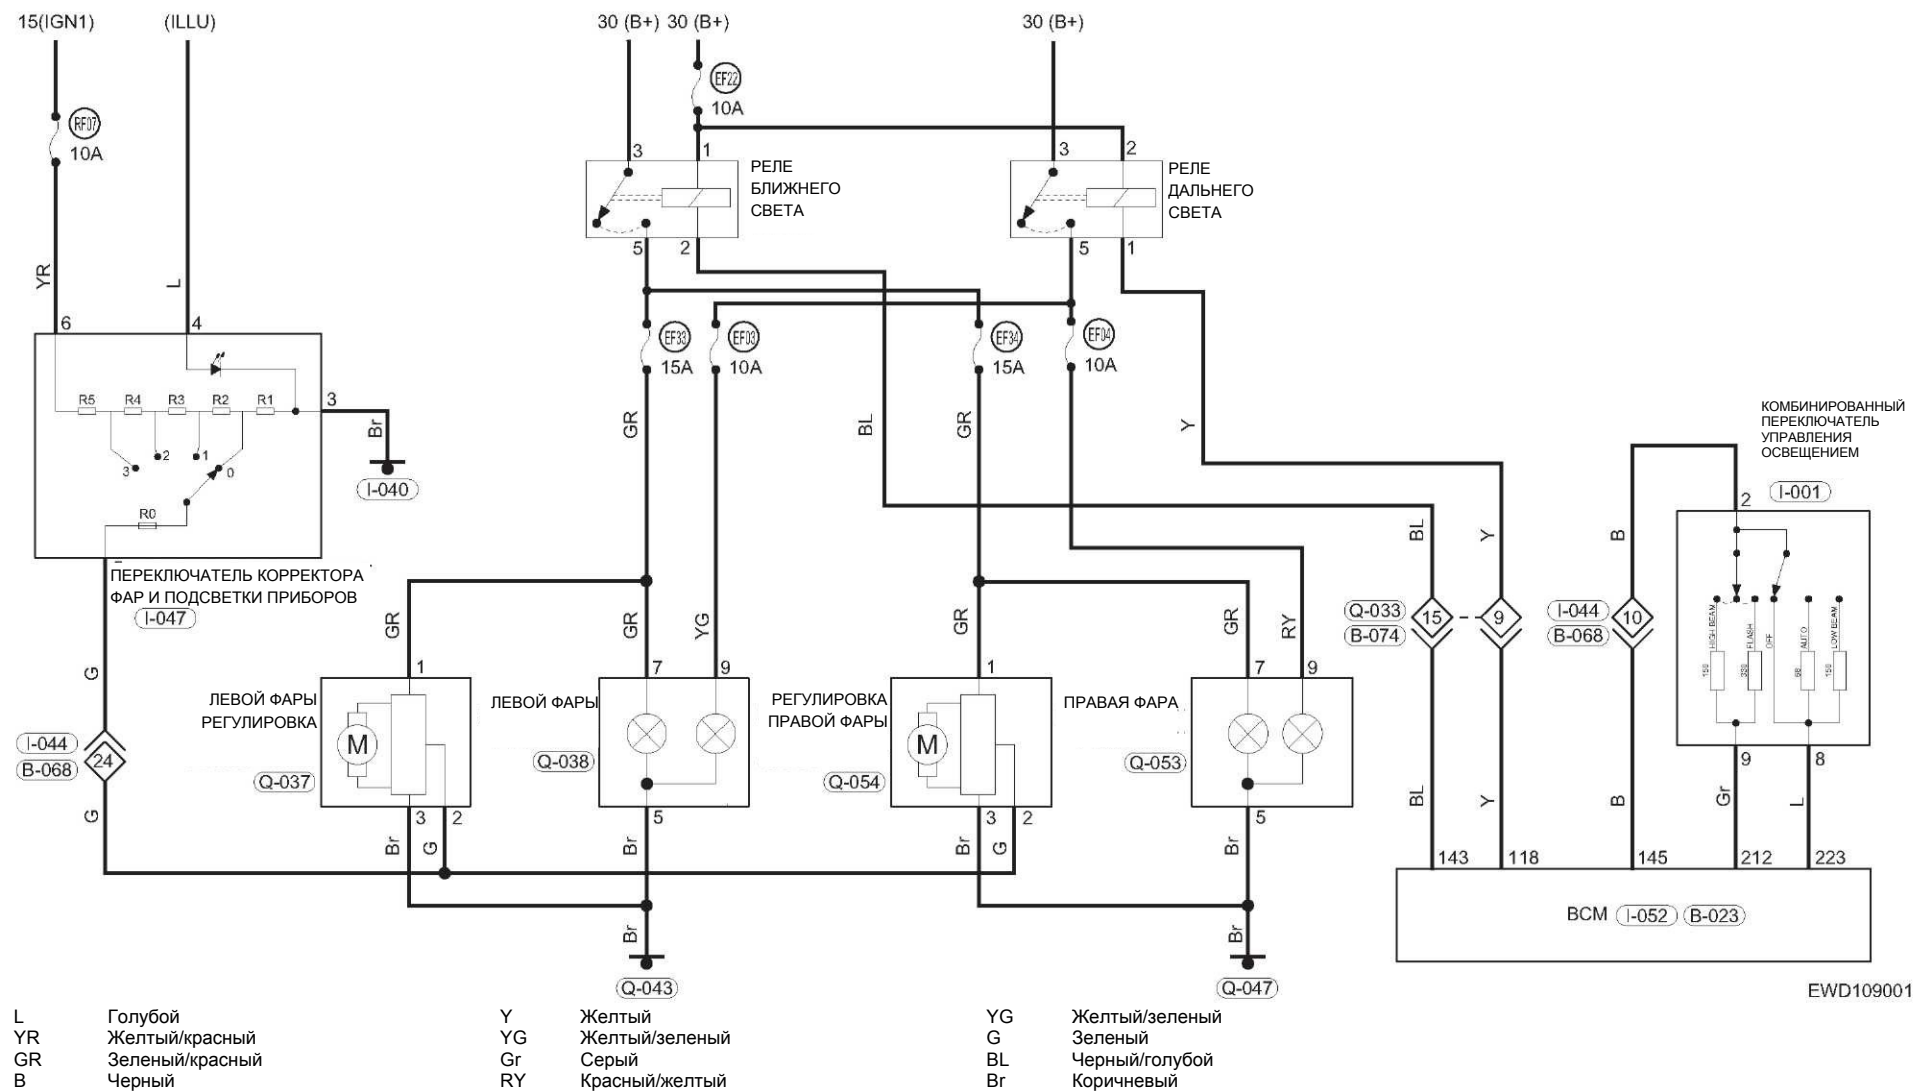 15(IGN1)
(ILLU)
30 (B+)
30 (B+)
30 (B+)
EF22
10A
RF07
10A
3
1
3
2
РЕЛЕ
БЛИЖНЕГО
СВЕТА
РЕЛЕ
ДАЛЬНЕГО
СВЕТА
5
2
5
1
YR
L
6
4
EF33
15A
EF03
10A
EF34
15A
EF04
10A
R5
R4
R3
R2
R1
3
3
2
1
0
R0
Br
I-040
GR
BL
GR
Y
КОМБИНИРОВАННЫЙ
ПЕРЕКЛЮЧАТЕЛЬ
УПРАВЛЕНИЯ
ОСВЕЩЕНИЕМ
2
I-001
BL
Y
B
ПЕРЕКЛЮЧАТЕЛЬ КОРРЕКТОРА
ФАР И ПОДСВЕТКИ ПРИБОРОВ
I-047
GR
GR
YG
GR
GR
RY
Q-033
B-074
15
9
I-044
B-068
10
HIGH BEAM
FLASH
OFF
AUTO
LOW BEAM
150
330
68
150
G
1
7
9
1
7
9
ЛЕВОЙ ФАРЫ
РЕГУЛИРОВКА
M
Q-037
ЛЕВОЙ ФАРЫ
Q-038
РЕГУЛИРОВКА
ПРАВОЙ ФАРЫ
M
Q-054
ПРАВАЯ ФАРА
Q-053
I-044
B-068
24
9
8
G
3
2
5
3
2
5
Br
G
Br
Br
G
Br
BL
Y
B
Gr
L
143
118
145
212
223
BCM
I-052
B-023
Br
Br
Q-043
Q-047
EWD109001
L Голубой
YR Желтый/красный
GR Зеленый/красный
B Черный
Y Желтый
YG Желтый/зеленый
Gr Серый
RY Красный/желтый
YG Желтый/зеленый
G Зеленый
BL Черный/голубой
Br Коричневый